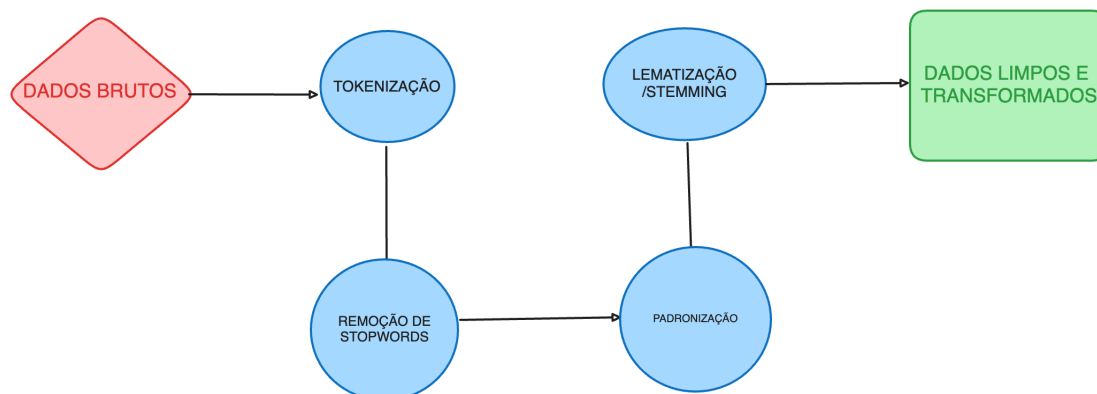 DADOS BRUTOS
TOKENIZAÇÃO
REMOÇÃO DE
STOPWORDS
PADRONIZAÇÃO
LEMATIZAÇÃO
/STEMMING
DADOS LIMPOS E
TRANSFORMADOS